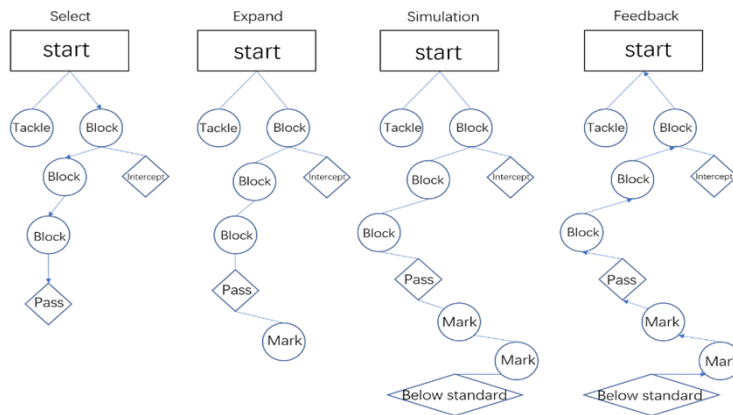 Select
start
Tackle
Block
Block
Intercept
Block
Pass
Expand
start
Tackle
Block
Block
Intercept
Block
Pass
Mark
Simulation
start
Tackle
Block
Block
Intercept
Block
Pass
Mark
Mark
Below standard
Feedback
start
Tackle
Block
Block
Intercept
Block
Pass
Mark
Mark
Below standard